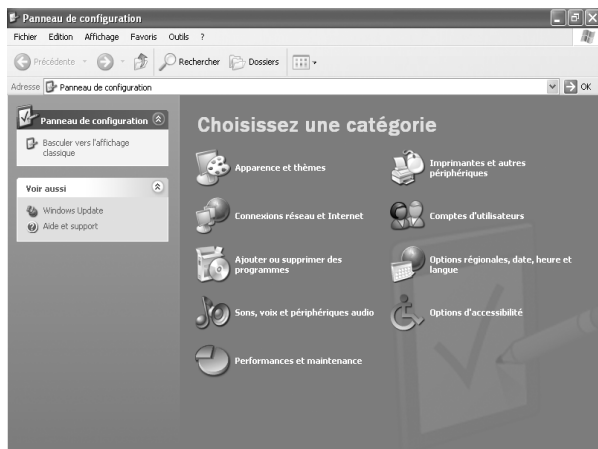 Panneau de configuration
Fichier Edition Affichage Favoris Outils ?
Précédente Rechercher Dossiers
Adresse Panneau de configuration OK
Panneau de configuration
Basculer vers l'affichage
classique
Voir aussi
Windows Update
Aide et support
Choisissez une catégorie
Apparence et thèmes
Imprimantes et autres
périphériques
Connexions réseau et Internet
Comptes d'utilisateurs
Ajouter ou supprimer des
programmes
Options régionales, date, heure et
langue
Sons, voix et périphériques audio
Options d'accessibilité
Performances et maintenance